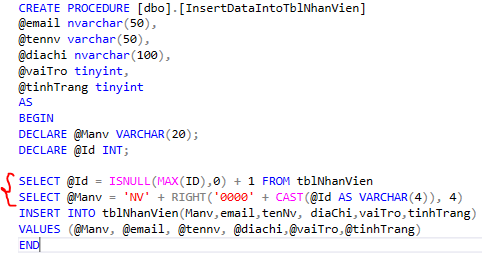 CREATE PROCEDURE [dbo].[InsertDataIntoTblNhanVien]
@email nvarchar(50),
@tennv varchar(50),
@diachi nvarchar(100),
@vaiTro tinyint,
@tinhTrang tinyint
AS
BEGIN
DECLARE @Manv VARCHAR(20);
DECLARE @Id INT;
SELECT @Id = ISNULL(MAX(ID),0) + 1 FROM tblNhanVien
SELECT @Manv = 'NV' + RIGHT('0000' + CAST(@Id AS VARCHAR(4)), 4)
INSERT INTO tblNhanVien(Manv,email,tenNv, diaChi,vaiTro,tinhTrang)
VALUES (@Manv, @email, @tennv, @diachi,@vaiTro,@tinhTrang)
END